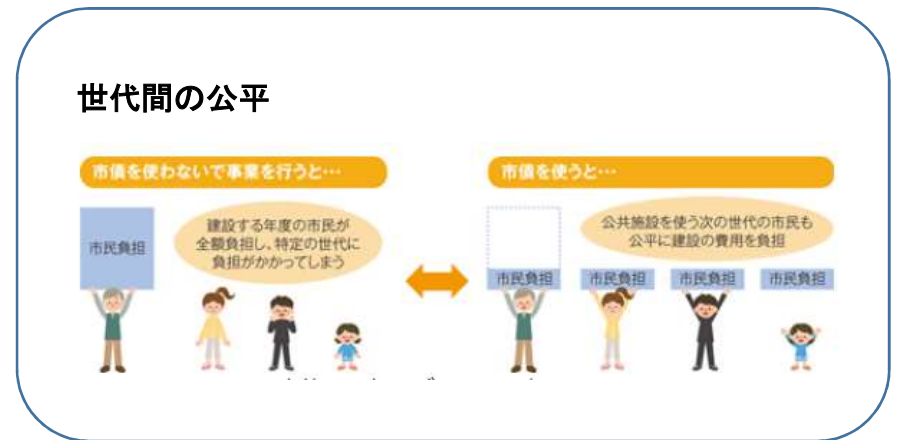 世代間の公平
市債を使わないで事業を行うと…
市債を使うと…
市民負担
建設する年度の市民が
全額負担し、特定の世代に
負担がかかってしまう
公共施設を使う次の世代の市民も
公平に建設の費用を負担
市民負担
市民負担
市民負担
市民負担